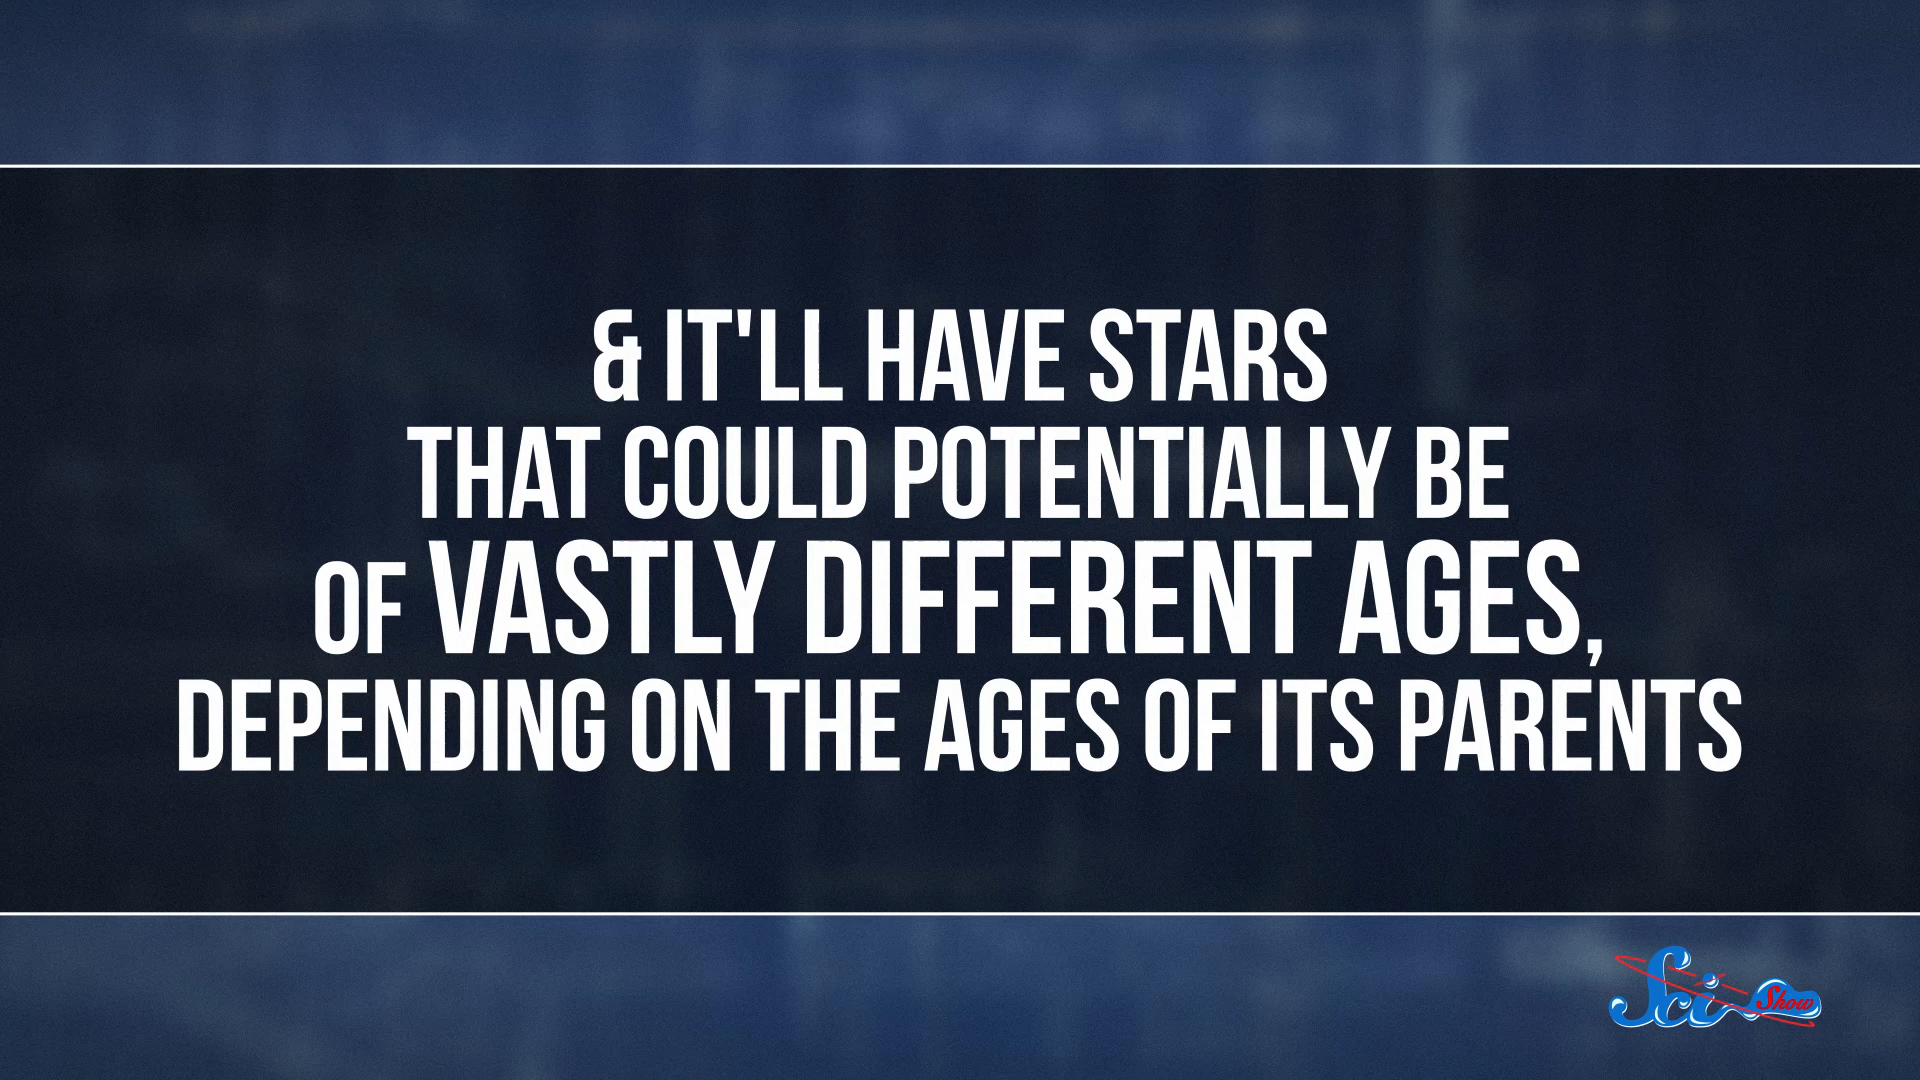 & IT'LL HAVE STARS
THAT COULD POTENTIALLY BE
OF VASTLY DIFFERENT AGES,
DEPENDING ON THE AGES OF ITS PARENTS
Sci Show